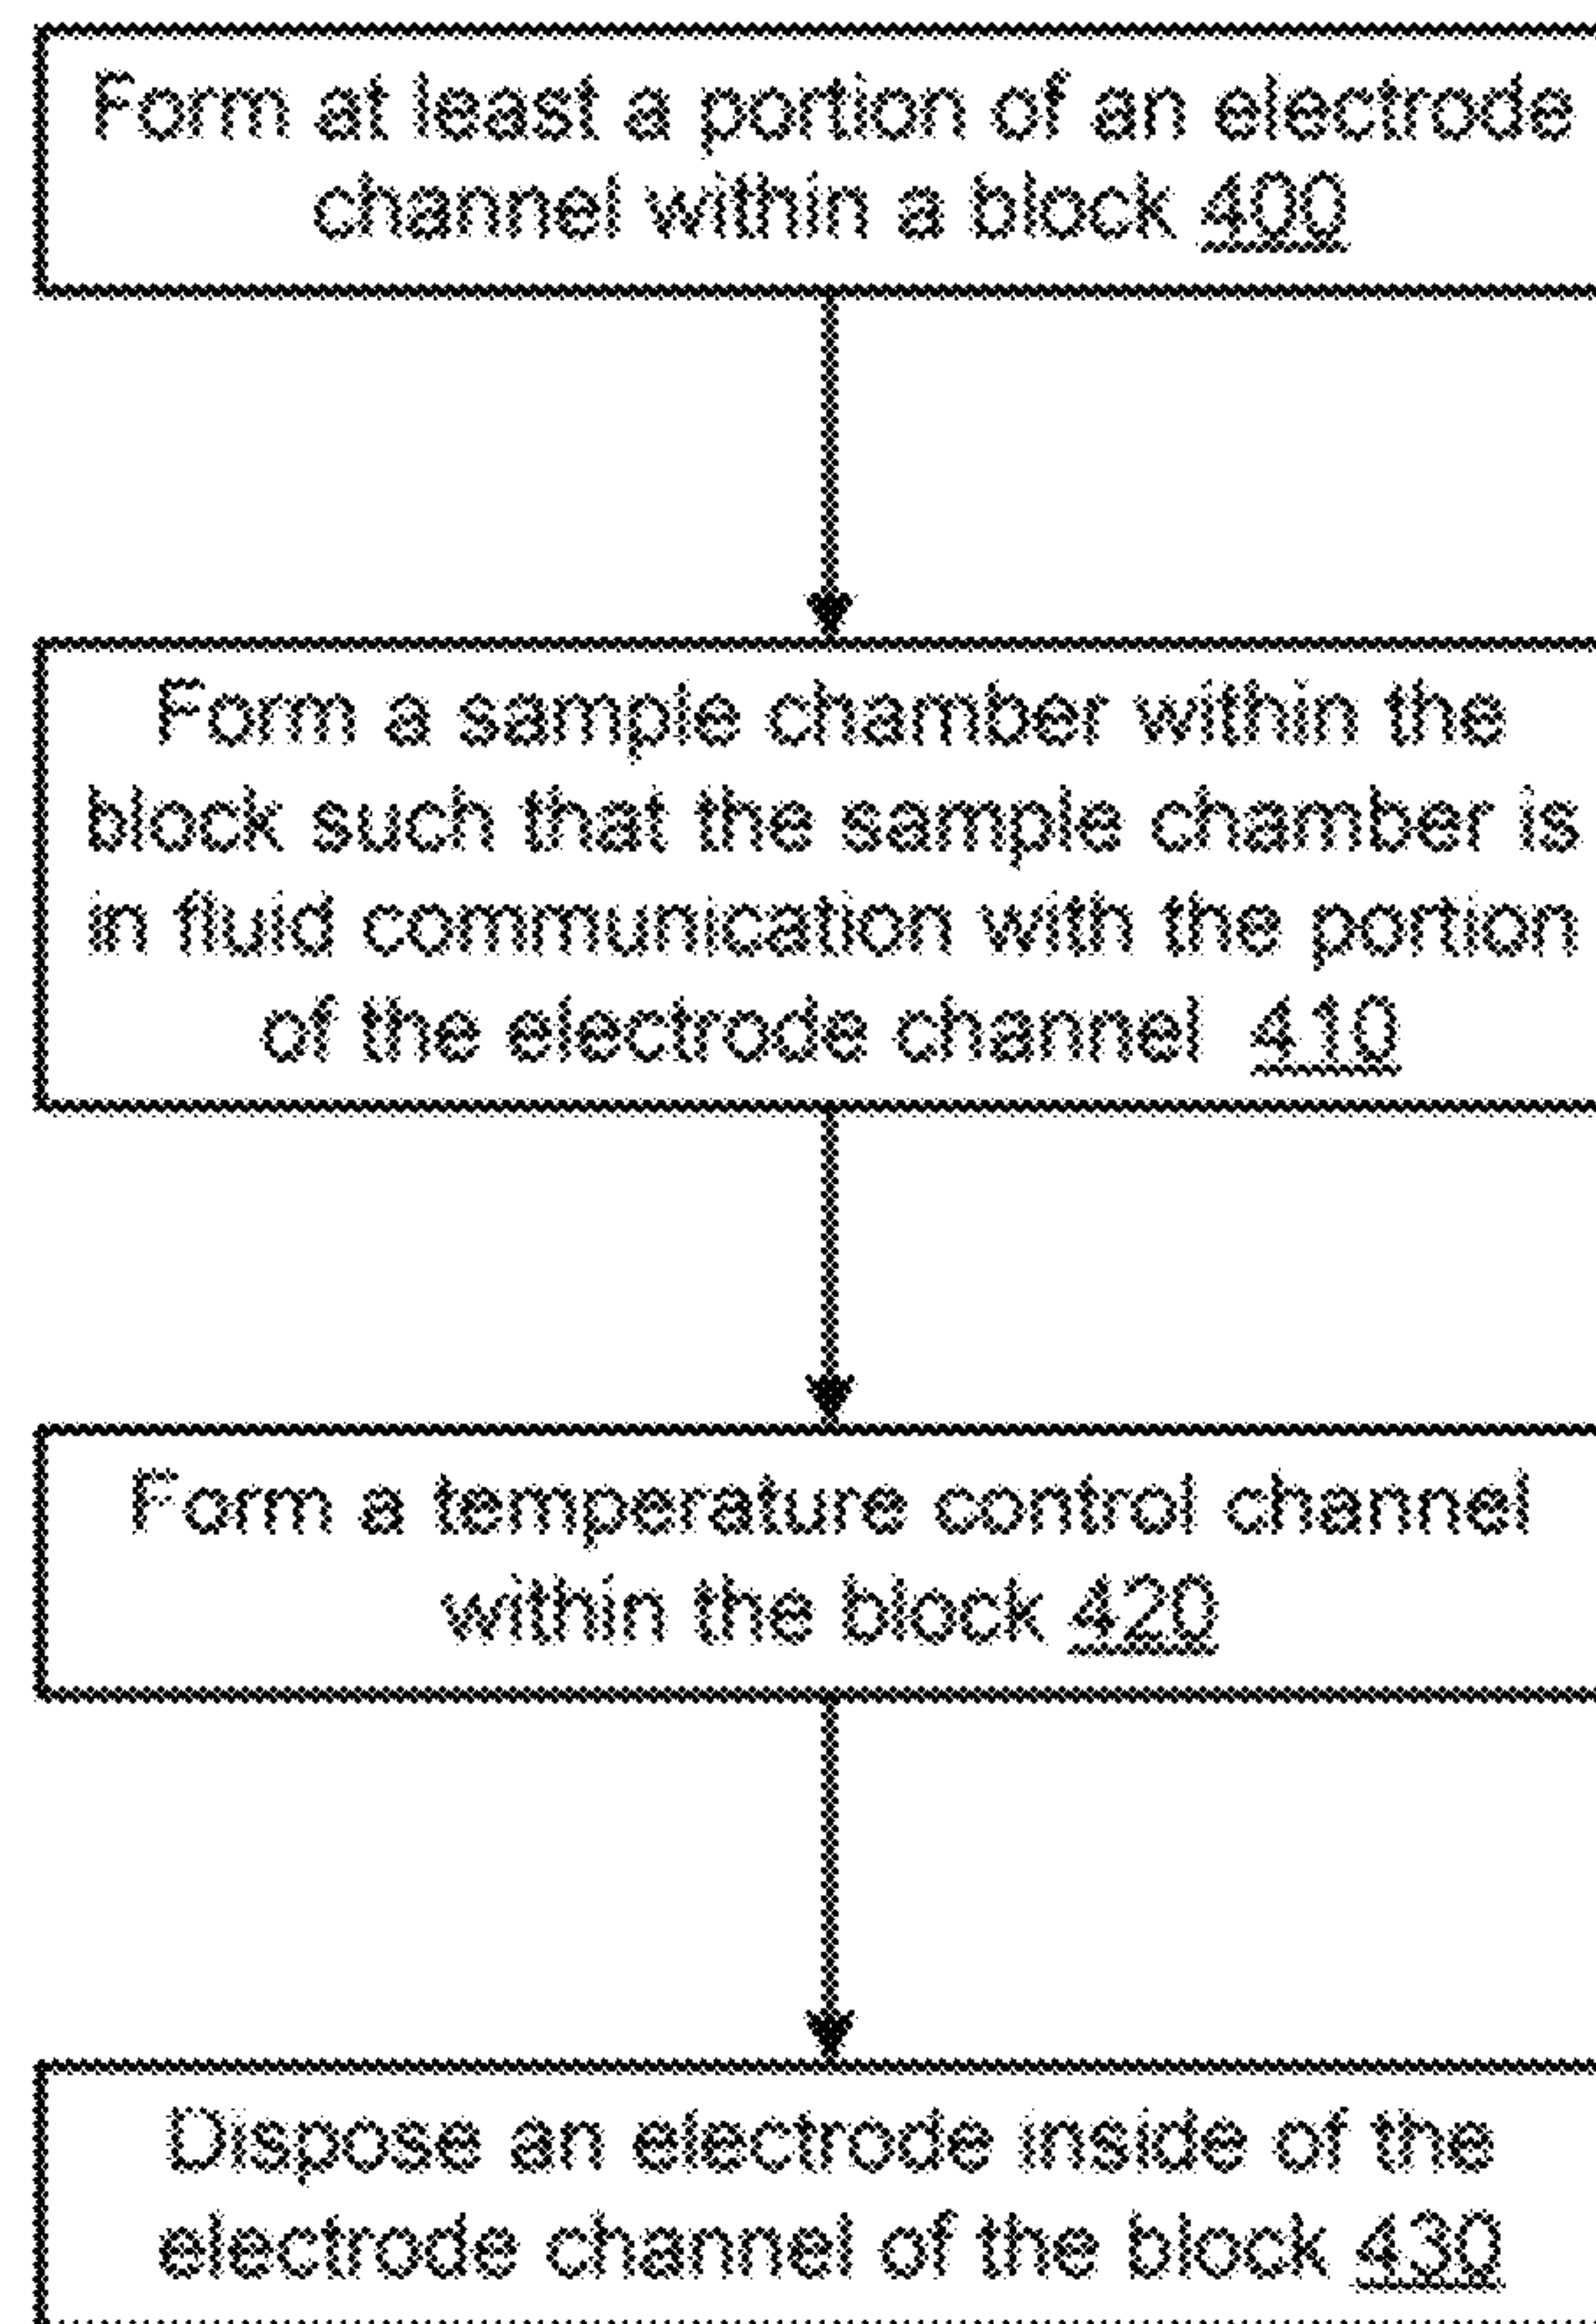 Form at least a portion of an electrode
channel within a block 400
Form a sample chamber within the
block such that the sample chamber is
in fluid communication with the portion
of the electrode channel 410
Form a temperature control channel
within the block 420
Dispose an electrode inside of the
electrode channel of the block 430